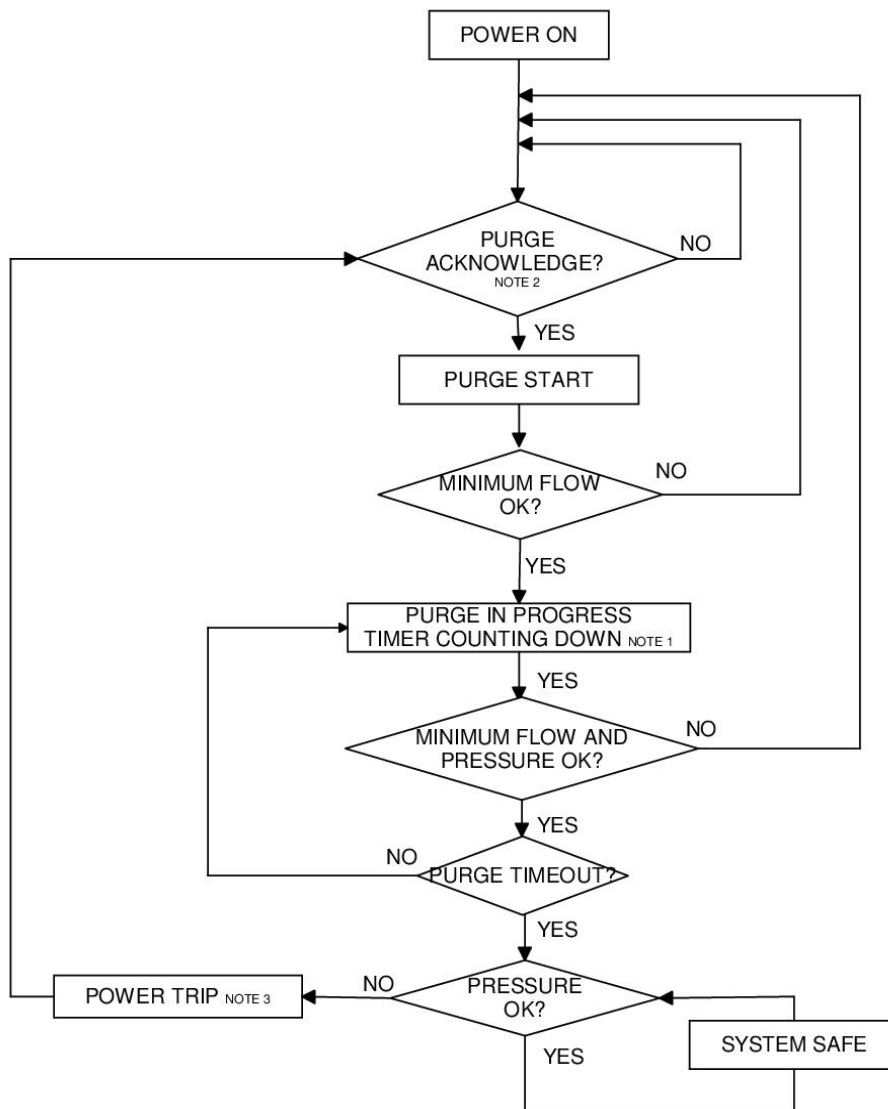 POWER ON
PURGE
ACKNOWLEDGE?
NOTE 2
NO
YES
PURGE START
MINIMUM FLOW
OK?
NO
YES
PURGE IN PROGRESS
TIMER COUNTING DOWN NOTE 1
YES
MINIMUM FLOW AND
PRESSURE OK?
NO
YES
PURGE TIMEOUT?
NO
YES
PRESSURE
OK?
NO
POWER TRIP NOTE 3
YES
SYSTEM SAFE